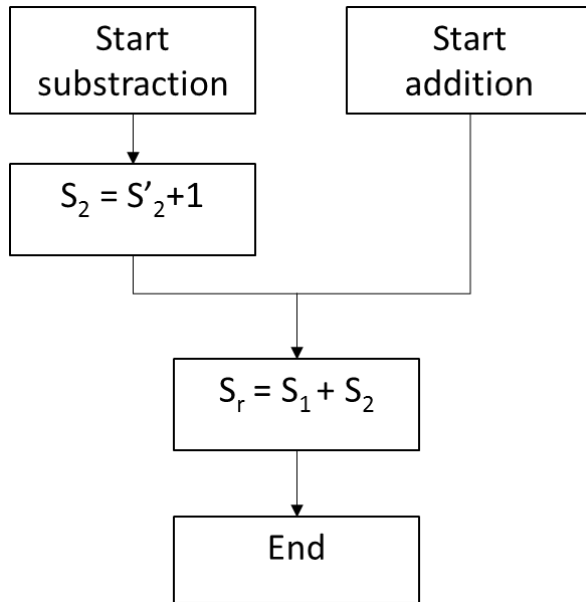 Start
substraction
Start
addition
S₂ = S’₂+1
Sᵣ = S₁ + S₂
End